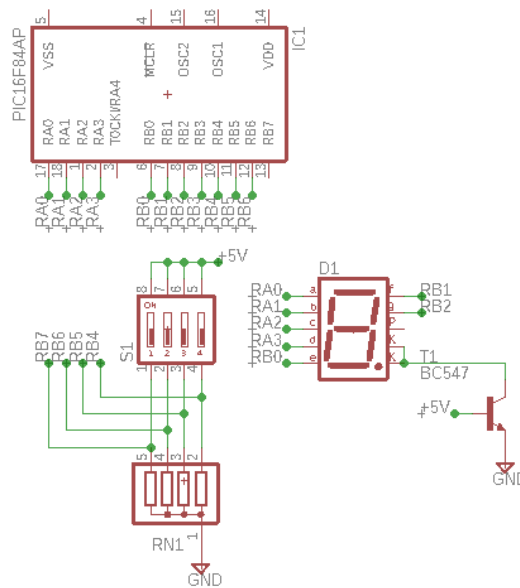 5 4 15 16 14
PIC16F84AP
IC1
VSS MCLR OSC2 OSC1 VDD
RA0 RA1 RA2 RA3 TOCKI/RA4 RB0 RB1 RB2 RB3 RB4 RB5 RB6 RB7
17 18 1 2 3 6 7 8 9 10 11 12 13
RA0 RA1 RA2 RA3 RB0 RB1 RB2 RB3 RB4 RB5 RB6
+5V
8 7 6 5
ON
1 2 3 4
S1
1 2 3 4
RB7 RB6 RB5 RB4
5 4 3 2
RN1
1
GND
D1
RA0 a f RB1
RA1 b g RB2
RA2 c P
RA3 d K
RB0 e K
T1
BC547
+5V
GND